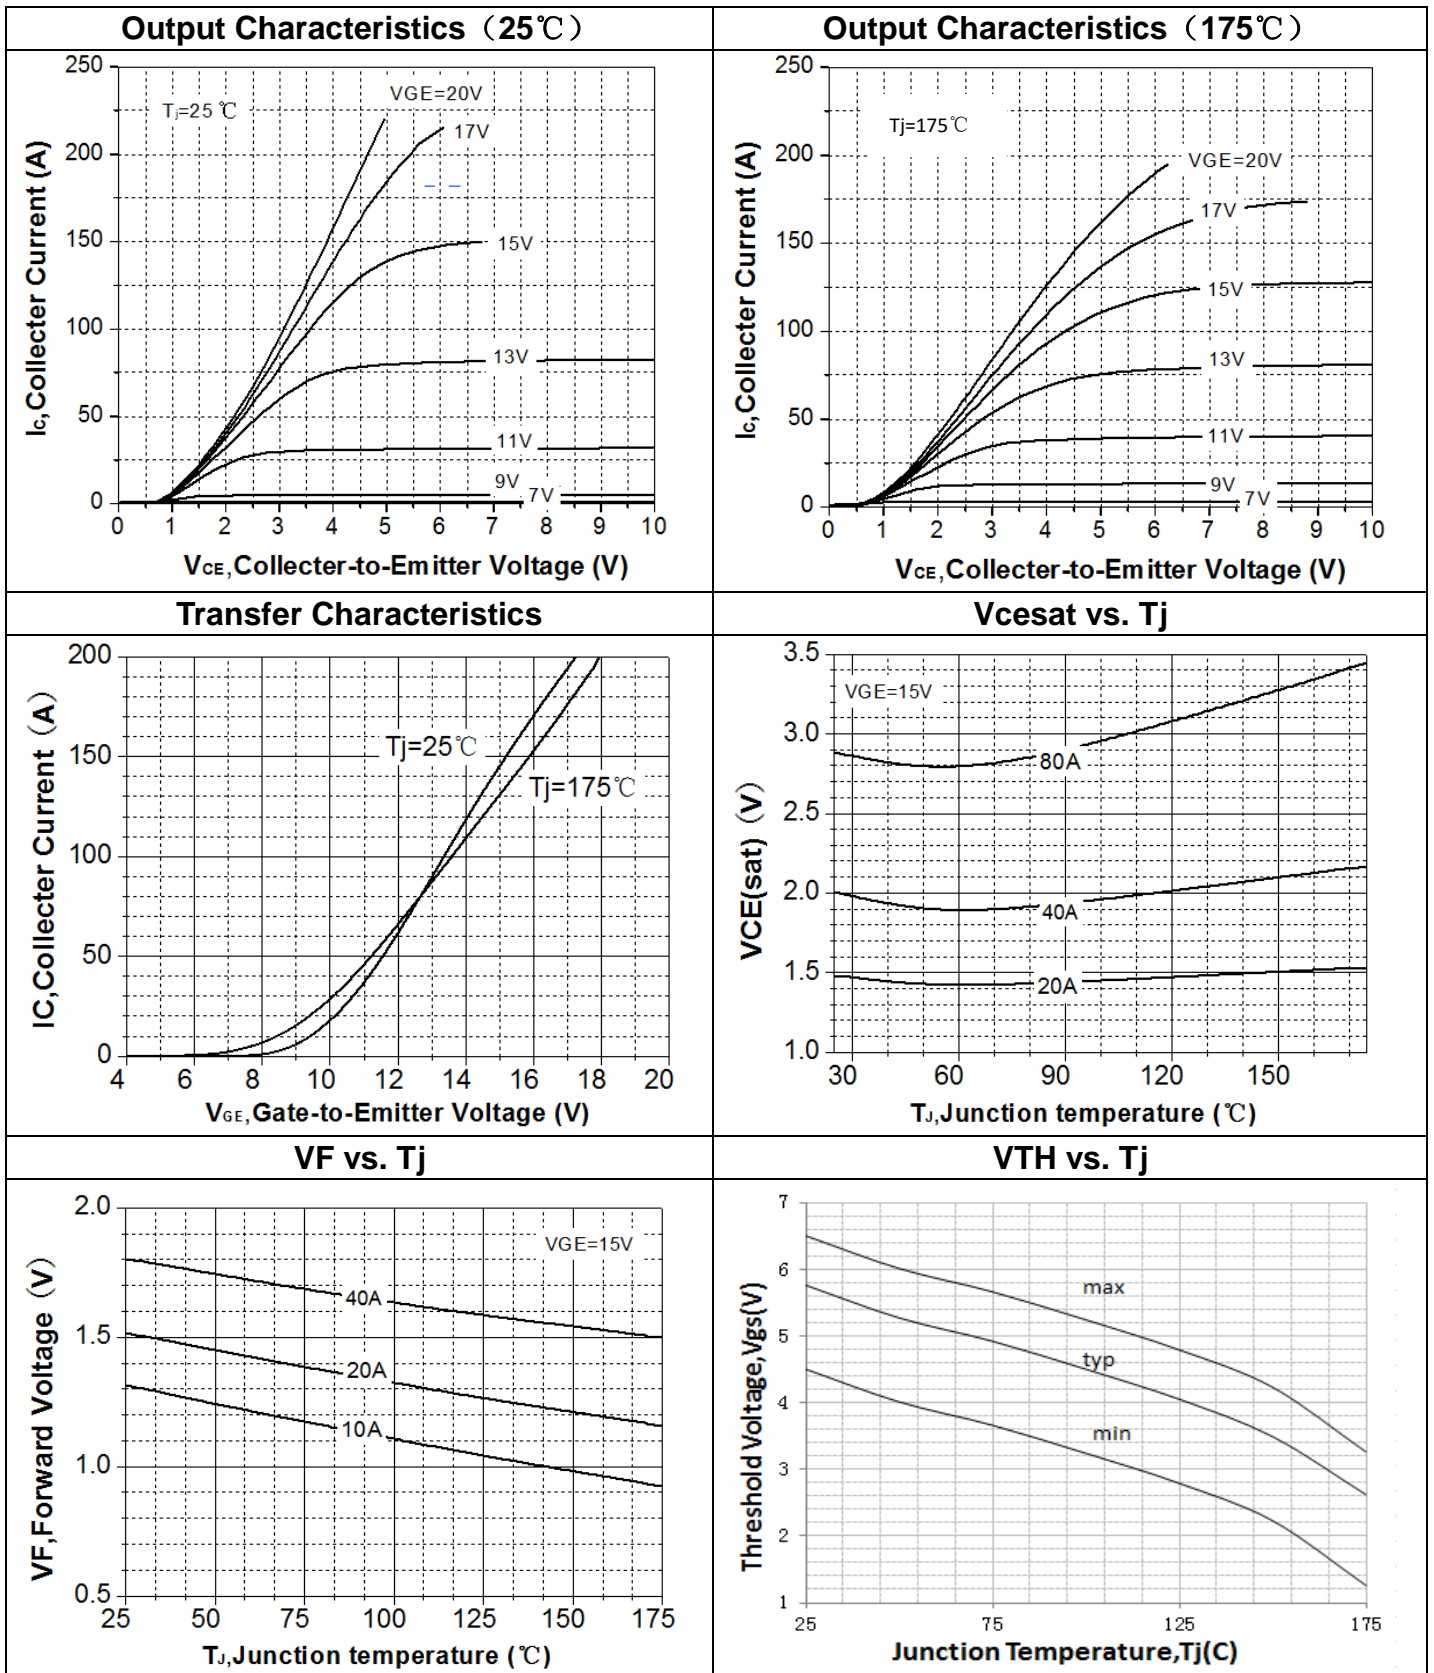 Output Characteristics（25℃）
250
200
150
100
50
0
Ic,Collecter Current (A)
Tj=25 ℃
VGE=20V
17V
15V
13V
11V
9V
7V
0 1 2 3 4 5 6 7 8 9 10
VCE,Collecter-to-Emitter Voltage (V)
Output Characteristics（175℃）
250
200
150
100
50
0
Ic,Collecter Current (A)
Tj=175℃
VGE=20V
17V
15V
13V
11V
9V
7V
0 1 2 3 4 5 6 7 8 9 10
VCE,Collecter-to-Emitter Voltage (V)
Transfer Characteristics
200
150
100
50
0
IC,Collecter Current（A）
Tj=25℃
Tj=175℃
4 6 8 10 12 14 16 18 20
VGE,Gate-to-Emitter Voltage (V)
Vcesat vs. Tj
3.5
3.0
2.5
2.0
1.5
1.0
VCE(sat)（V）
VGE=15V
80A
40A
20A
30 60 90 120 150
TJ,Junction temperature (℃)
VF vs. Tj
2.0
1.5
1.0
0.5
VF,Forward Voltage（V）
VGE=15V
40A
20A
10A
25 50 75 100 125 150 175
TJ,Junction temperature (℃)
VTH vs. Tj
7
6
5
4
3
2
1
Threshold Voltage,Vgs(V)
max
typ
min
25 75 125 175
Junction Temperature,Tj(C)